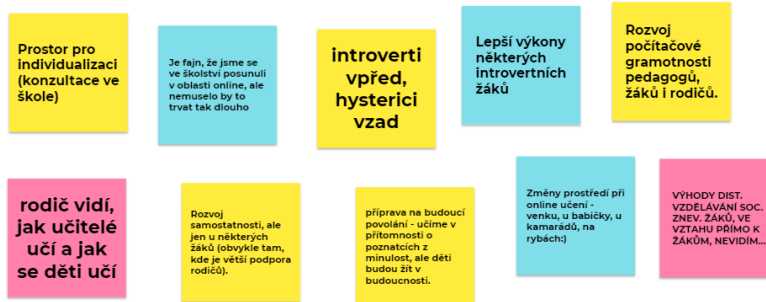 Prostor pro
individualizaci
(konzultace ve
škole)
Je fajn, že jsme se
ve školství posunuli
v oblasti online, ale
nemuselo by to
trvat tak dlouho
introverti
vpřed,
hysterici
vzad
Lepší výkony
některých
introvertních
žáků
Rozvoj
počítačové
gramotnosti
pedagogů,
žáků i rodičů.
rodič vidí,
jak učitelé
učí a jak
se děti učí
Rozvoj
samostatnosti, ale
jen u některých
žáků (obvykle tam,
kde je větší podpora
rodičů).
příprava na budoucí
povolání - učíme v
přítomnosti o
poznatcích z
minulost, ale děti
budou žít v
budoucnosti.
Změny prostředí při
online učení -
venku, u babičky, u
kamarádů, na
rybách:)
VÝHODY DIST.
VZDĚLÁVÁNÍ SOC.
ZNEV. ŽÁKŮ, VE
VZTAHU PŘÍMO K
ŽÁKŮM, NEVIDÍM...